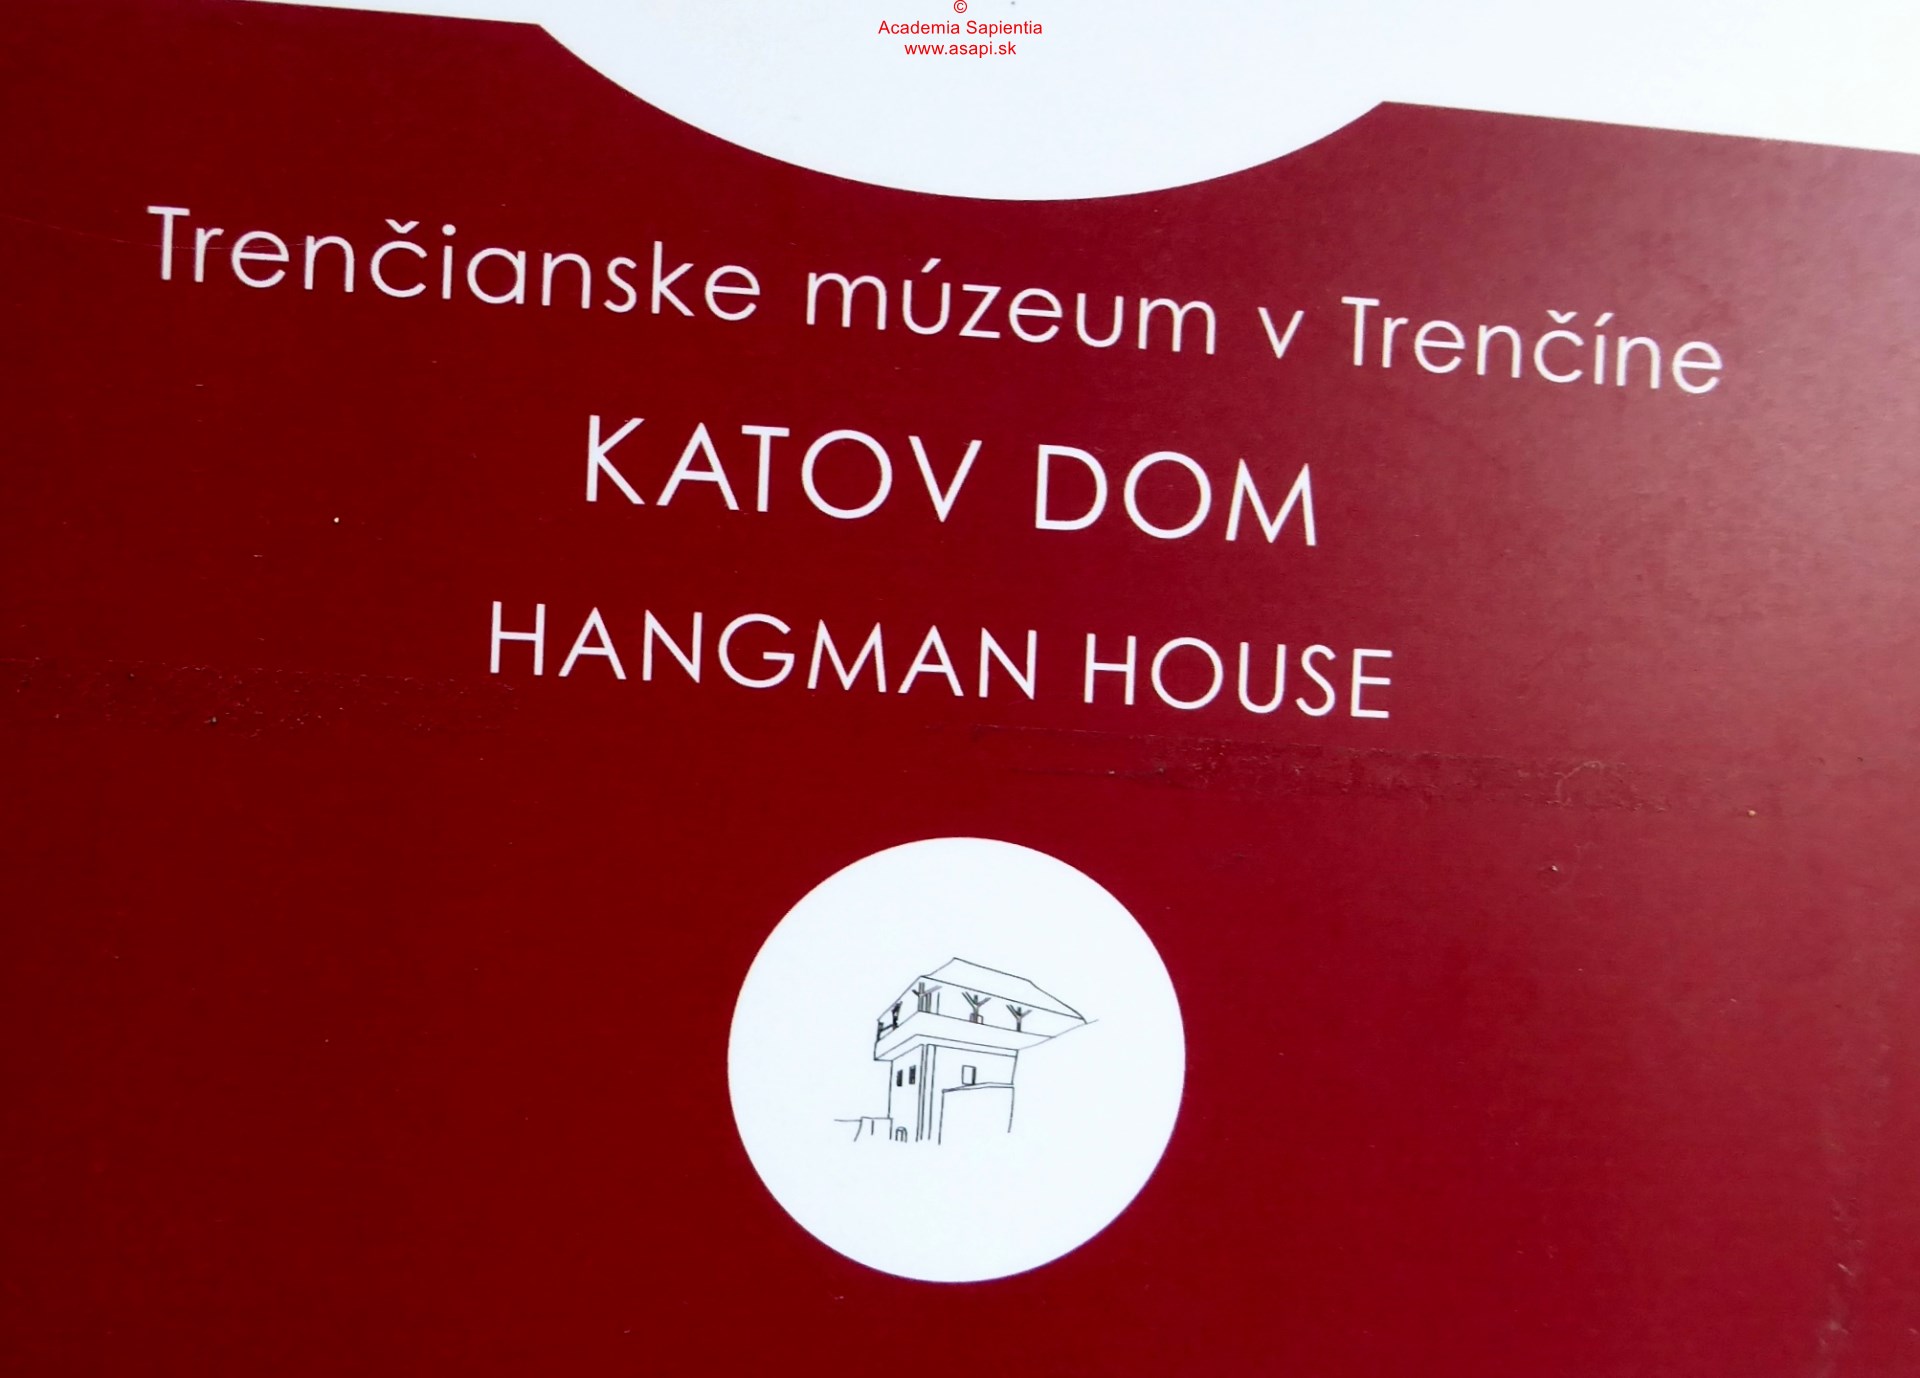 ©
Academia Sapientia
www.asapi.sk
Trenčianske múzeum v Trenčíne
KATOV DOM
HANGMAN HOUSE